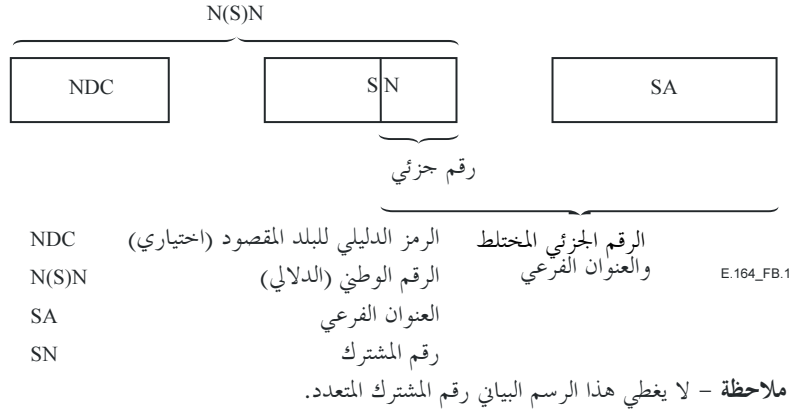 N(S)N
NDC
SN
SA
رقم جزئي
الرقم الجزئي المختلط
والعنوان الفرعي
NDC الرمز الدليلي للبلد المقصود (اختياري)
N(S)N الرقم الوطني (الدلالي)
SA العنوان الفرعي
SN رقم المشترك
E.164_FB.1
ملاحظة – لا يغطي هذا الرسم البياني رقم المشترك المتعدد.